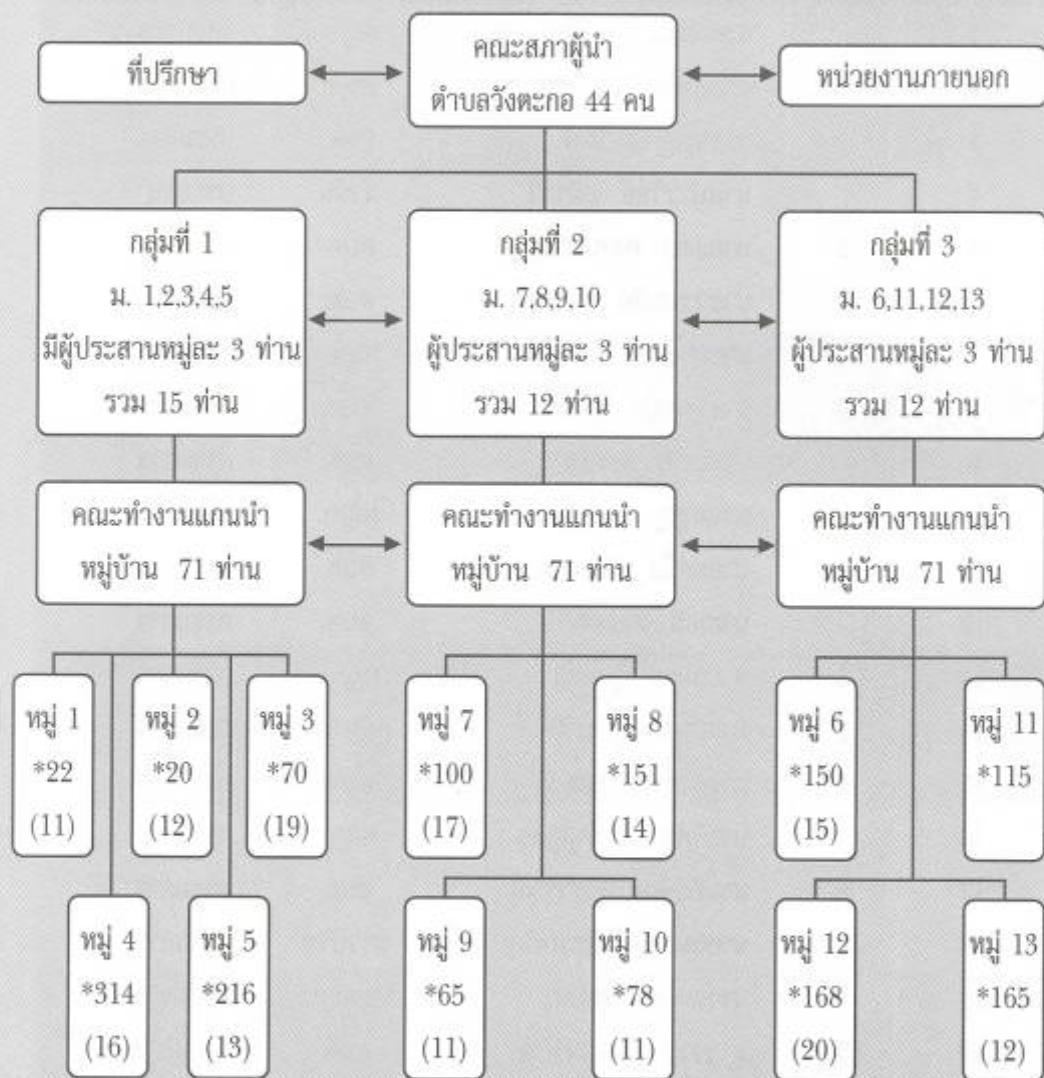 ที่ปรึกษา
คณะสภาผู้นำ
ตำบลวังตะกอ 44 คน
หน่วยงานภายนอก
กลุ่มที่ 1
ม. 1,2,3,4,5
มีผู้ประสานหมู่ละ 3 ท่าน
รวม 15 ท่าน
กลุ่มที่ 2
ม. 7,8,9,10
ผู้ประสานหมู่ละ 3 ท่าน
รวม 12 ท่าน
กลุ่มที่ 3
ม. 6,11,12,13
ผู้ประสานหมู่ละ 3 ท่าน
รวม 12 ท่าน
คณะทำงานแกนนำ
หมู่บ้าน 71 ท่าน
คณะทำงานแกนนำ
หมู่บ้าน 71 ท่าน
คณะทำงานแกนนำ
หมู่บ้าน 71 ท่าน
หมู่ 1
*22
(11)
หมู่ 2
*20
(12)
หมู่ 3
*70
(19)
หมู่ 7
*100
(17)
หมู่ 8
*151
(14)
หมู่ 6
*150
(15)
หมู่ 11
*115
หมู่ 4
*314
(16)
หมู่ 5
*216
(13)
หมู่ 9
*65
(11)
หมู่ 10
*78
(11)
หมู่ 12
*168
(20)
หมู่ 13
*165
(12)